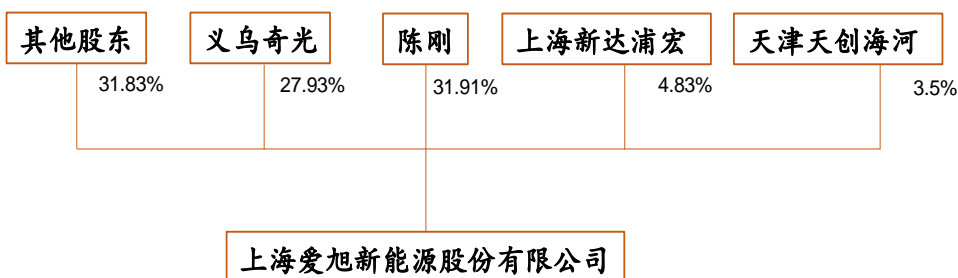 其他股东
义乌奇光
陈刚
上海新达浦宏
天津天创海河
31.83%
27.93%
31.91%
4.83%
3.5%
上海爱旭新能源股份有限公司